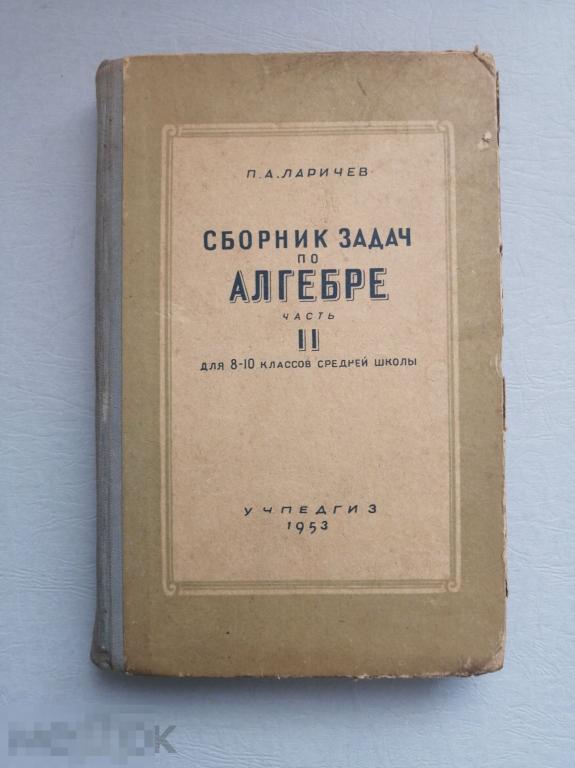 П.А.ЛАРИЧЕВ
СБОРНИК ЗАДАЧ
ПО
АЛГЕБРЕ
ЧАСТЬ
II
ДЛЯ 8-10 КЛАССОВ СРЕДНЕЙ ШКОЛЫ
УЧПЕДГИЗ
1953